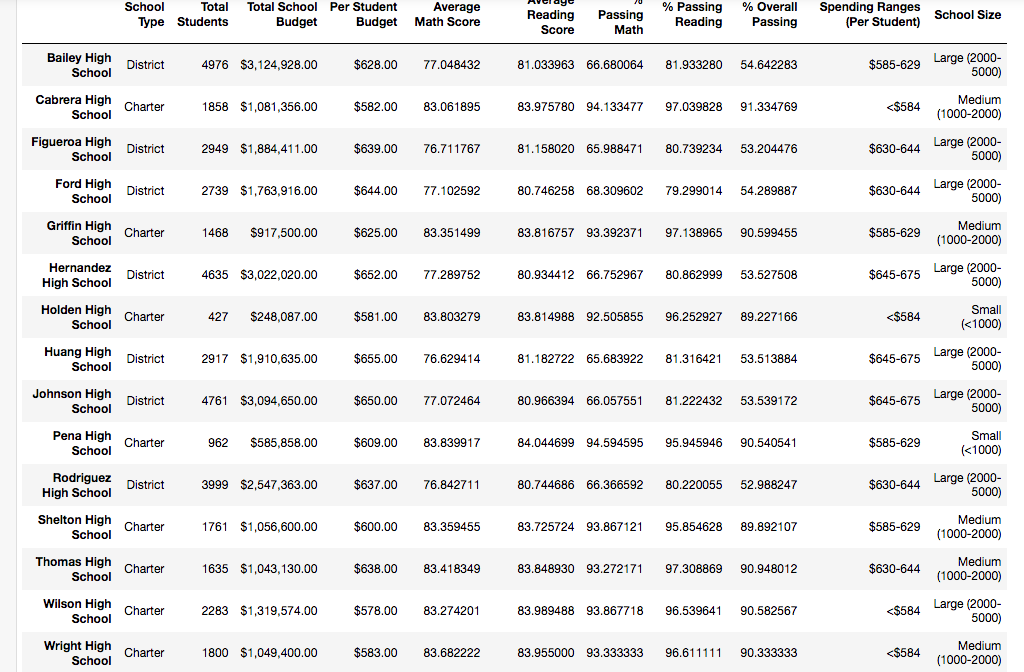 School Type Total Students Total School Budget Per Student Budget Average Math Score Average Reading Score % Passing Math % Passing Reading % Overall Passing Spending Ranges (Per Student) School Size
Bailey High School District 4976 $3,124,928.00 $628.00 77.048432 81.033963 66.680064 81.933280 54.642283 $585-629 Large (2000-5000)
Cabrera High School Charter 1858 $1,081,356.00 $582.00 83.061895 83.975780 94.133477 97.039828 91.334769 <$584 Medium (1000-2000)
Figueroa High School District 2949 $1,884,411.00 $639.00 76.711767 81.158020 65.988471 80.739234 53.204476 $630-644 Large (2000-5000)
Ford High School District 2739 $1,763,916.00 $644.00 77.102592 80.746258 68.309602 79.299014 54.289887 $630-644 Large (2000-5000)
Griffin High School Charter 1468 $917,500.00 $625.00 83.351499 83.816757 93.392371 97.138965 90.599455 $585-629 Medium (1000-2000)
Hernandez High School District 4635 $3,022,020.00 $652.00 77.289752 80.934412 66.752967 80.862999 53.527508 $645-675 Large (2000-5000)
Holden High School Charter 427 $248,087.00 $581.00 83.803279 83.814988 92.505855 96.252927 89.227166 <$584 Small (<1000)
Huang High School District 2917 $1,910,635.00 $655.00 76.629414 81.182722 65.683922 81.316421 53.513884 $645-675 Large (2000-5000)
Johnson High School District 4761 $3,094,650.00 $650.00 77.072464 80.966394 66.057551 81.222432 53.539172 $645-675 Large (2000-5000)
Pena High School Charter 962 $585,858.00 $609.00 83.839917 84.044699 94.594595 95.945946 90.540541 $585-629 Small (<1000)
Rodriguez High School District 3999 $2,547,363.00 $637.00 76.842711 80.744686 66.366592 80.220055 52.988247 $630-644 Large (2000-5000)
Shelton High School Charter 1761 $1,056,600.00 $600.00 83.359455 83.725724 93.867121 95.854628 89.892107 $585-629 Medium (1000-2000)
Thomas High School Charter 1635 $1,043,130.00 $638.00 83.418349 83.848930 93.272171 97.308869 90.948012 $630-644 Medium (1000-2000)
Wilson High School Charter 2283 $1,319,574.00 $578.00 83.274201 83.989488 93.867718 96.539641 90.582567 <$584 Large (2000-5000)
Wright High School Charter 1800 $1,049,400.00 $583.00 83.682222 83.955000 93.333333 96.611111 90.333333 <$584 Medium (1000-2000)